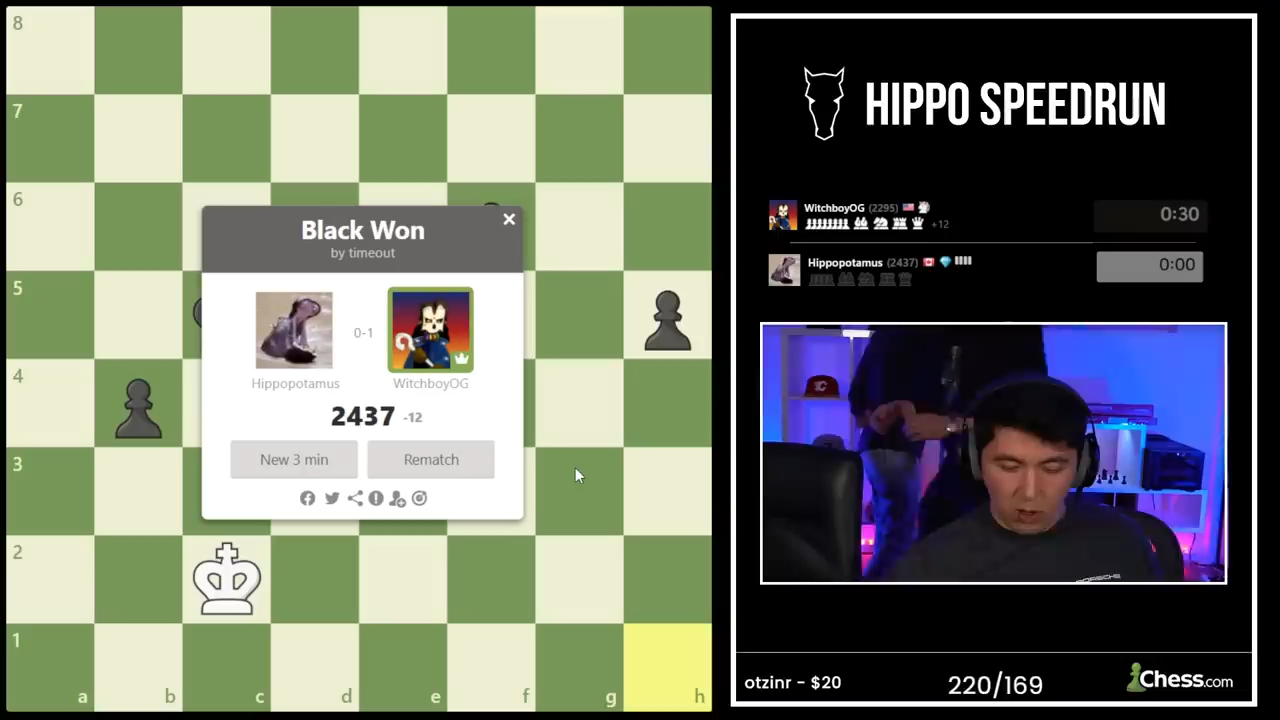 8
7
6
5
4
3
2
1
a b c d e f g h
Black Won
by timeout
0-1
Hippopotamus
WitchboyOG
2437 -12
New 3 min
Rematch
HIPPO SPEEDRUN
WitchboyOG (2295)
+12
0:30
Hippopotamus (2437)
0:00
PORSCHE
otzinr - $20
220/169
Chess.com